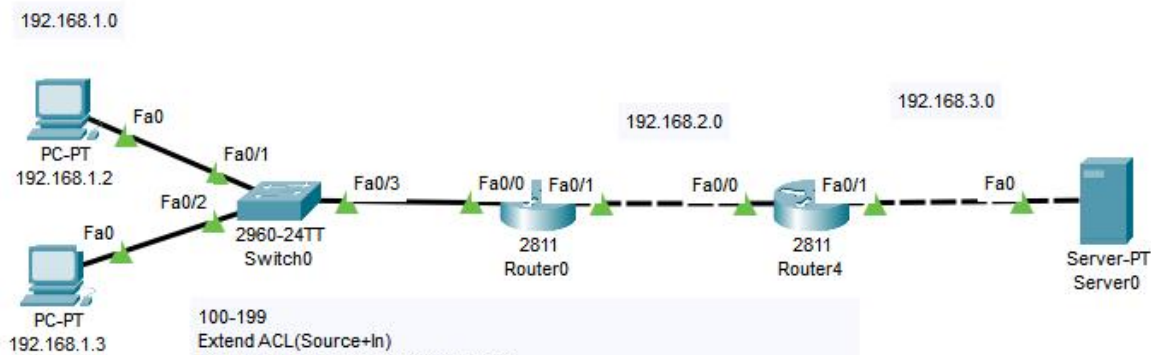 192.168.1.0
192.168.2.0
192.168.3.0
Fa0
PC-PT
192.168.1.2
Fa0/1
Fa0/2
Fa0
PC-PT
192.168.1.3
Fa0/3
2960-24TT
Switch0
Fa0/0
Fa0/1
2811
Router0
Fa0/0
Fa0/1
2811
Router4
Fa0
Server-PT
Server0
100-199
Extend ACL(Source+In)